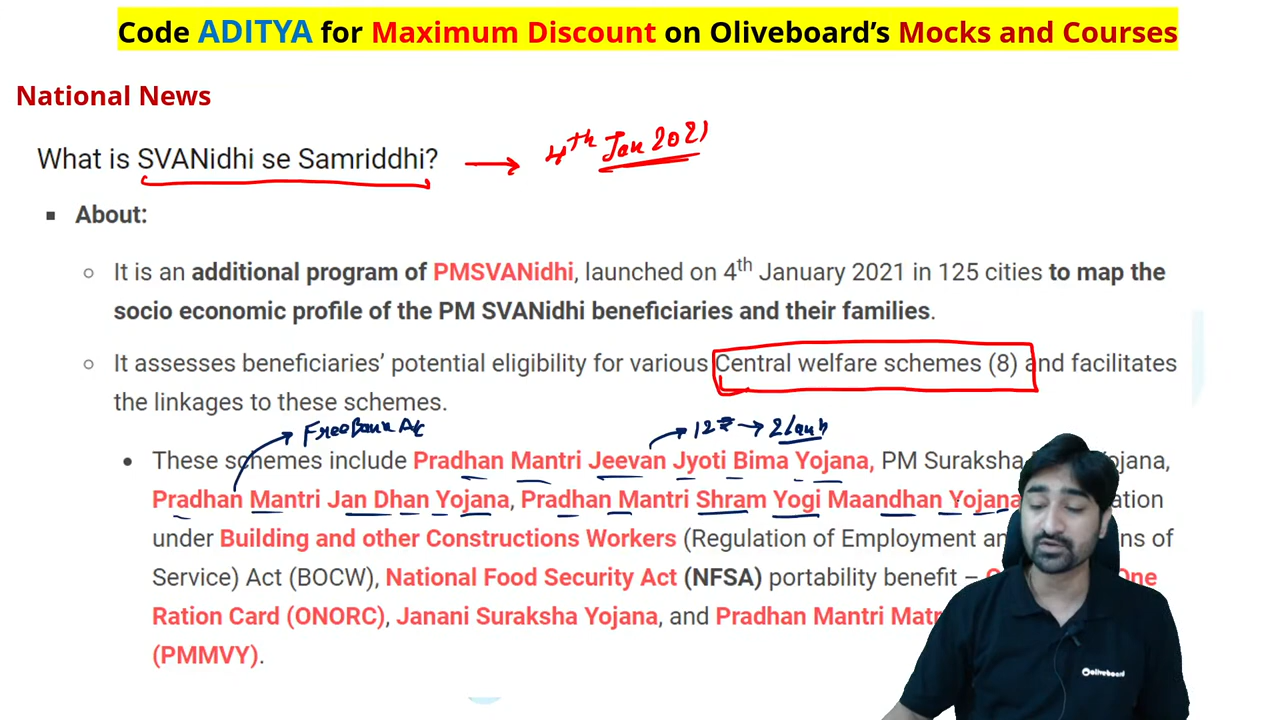 Code ADITYA for Maximum Discount on Oliveboard’s Mocks and Courses
National News
What is SVANidhi se Samriddhi? → 4th Jan 2021
▪ About:
○ It is an additional program of PMSVANidhi, launched on 4th January 2021 in 125 cities to map the
socio economic profile of the PM SVANidhi beneficiaries and their families.
○ It assesses beneficiaries’ potential eligibility for various Central welfare schemes (8) and facilitates
the linkages to these schemes.
Free Bank A/c 12₹ → 2 Lakh
• These schemes include Pradhan Mantri Jeevan Jyoti Bima Yojana, PM Suraksha ojana,
Pradhan Mantri Jan Dhan Yojana, Pradhan Mantri Shram Yogi Maandhan Yojana
under Building and other Constructions Workers (Regulation of Employment of
Service) Act (BOCW), National Food Security Act (NFSA) portability benefit – One
Ration Card (ONORC), Janani Suraksha Yojana, and Pradhan Mantri
(PMMVY).
oliveboard